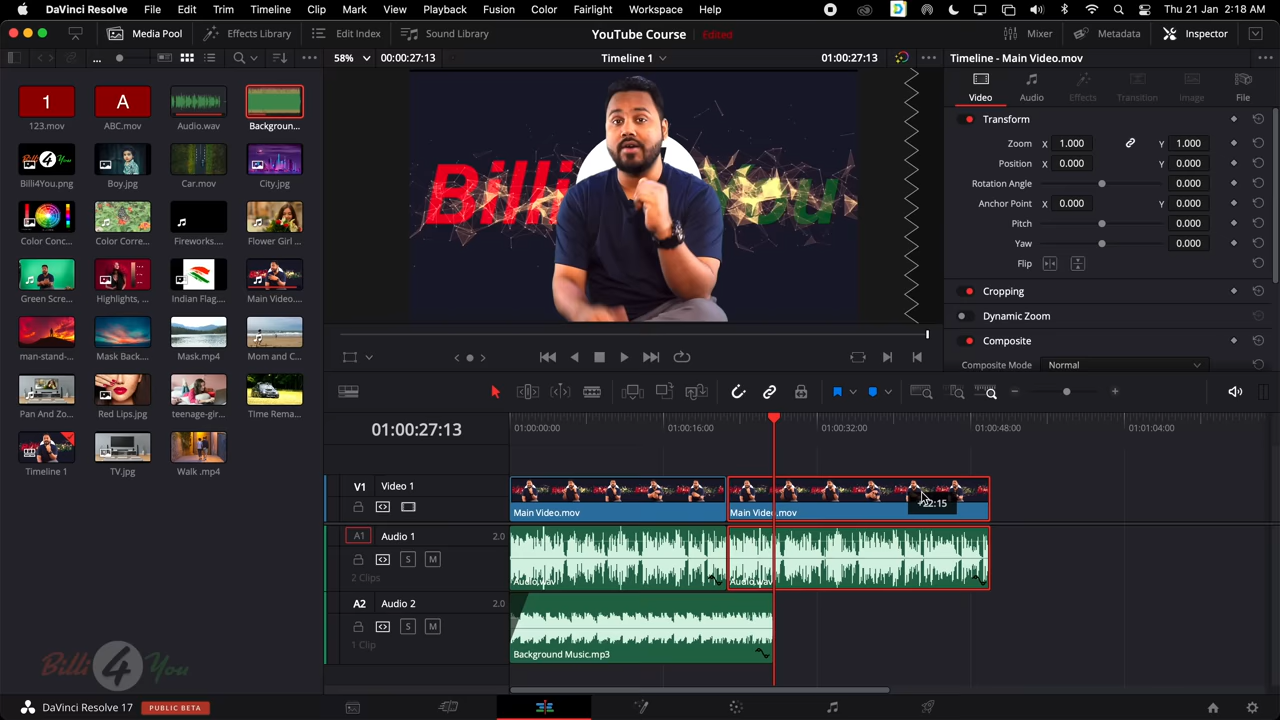 DaVinci Resolve File Edit Trim Timeline Clip Mark View Playback Fusion Color Fairlight Workspace Help Thu 21 Jan 2:18 AM
Media Pool Effects Library Edit Index Sound Library YouTube Course Edited Mixer Metadata Inspector
... 58% 00:00:27:13 Timeline 1 01:00:27:13 Timeline - Main Video.mov
Video Audio Effects Transition Image File
1 A
123.mov ABC.mov Audio.wav Backgroun...
Billi4You.png Boy.jpg Car.mov City.jpg
Color Conc... Color Corre... Fireworks.... Flower Girl ...
Green Scre... Highlights, ... Indian Flag.... Main Video....
man-stand-... Mask Back.... Mask.mp4 Mom and C...
Pan And Zo... Red Lips.jpg teenage-gir... TIme Rema...
Timeline 1 TV.jpg Walk .mp4
Transform
Zoom X 1.000 Y 1.000
Position X 0.000 Y 0.000
Rotation Angle 0.000
Anchor Point X 0.000 Y 0.000
Pitch 0.000
Yaw 0.000
Flip
Cropping
Dynamic Zoom
Composite
Composite Mode Normal
01:00:27:13 01:00:00:00 01:00:16:00 01:00:32:00 01:00:48:00 01:01:04:00
V1 Video 1
Main Video.mov Main Video.mov
A1 Audio 1 2.0
S M
2 Clips
Audio.wav Audio.wav
A2 Audio 2 2.0
S M
1 Clip
Background Music.mp3
Billi 4 You
DaVinci Resolve 17 PUBLIC BETA